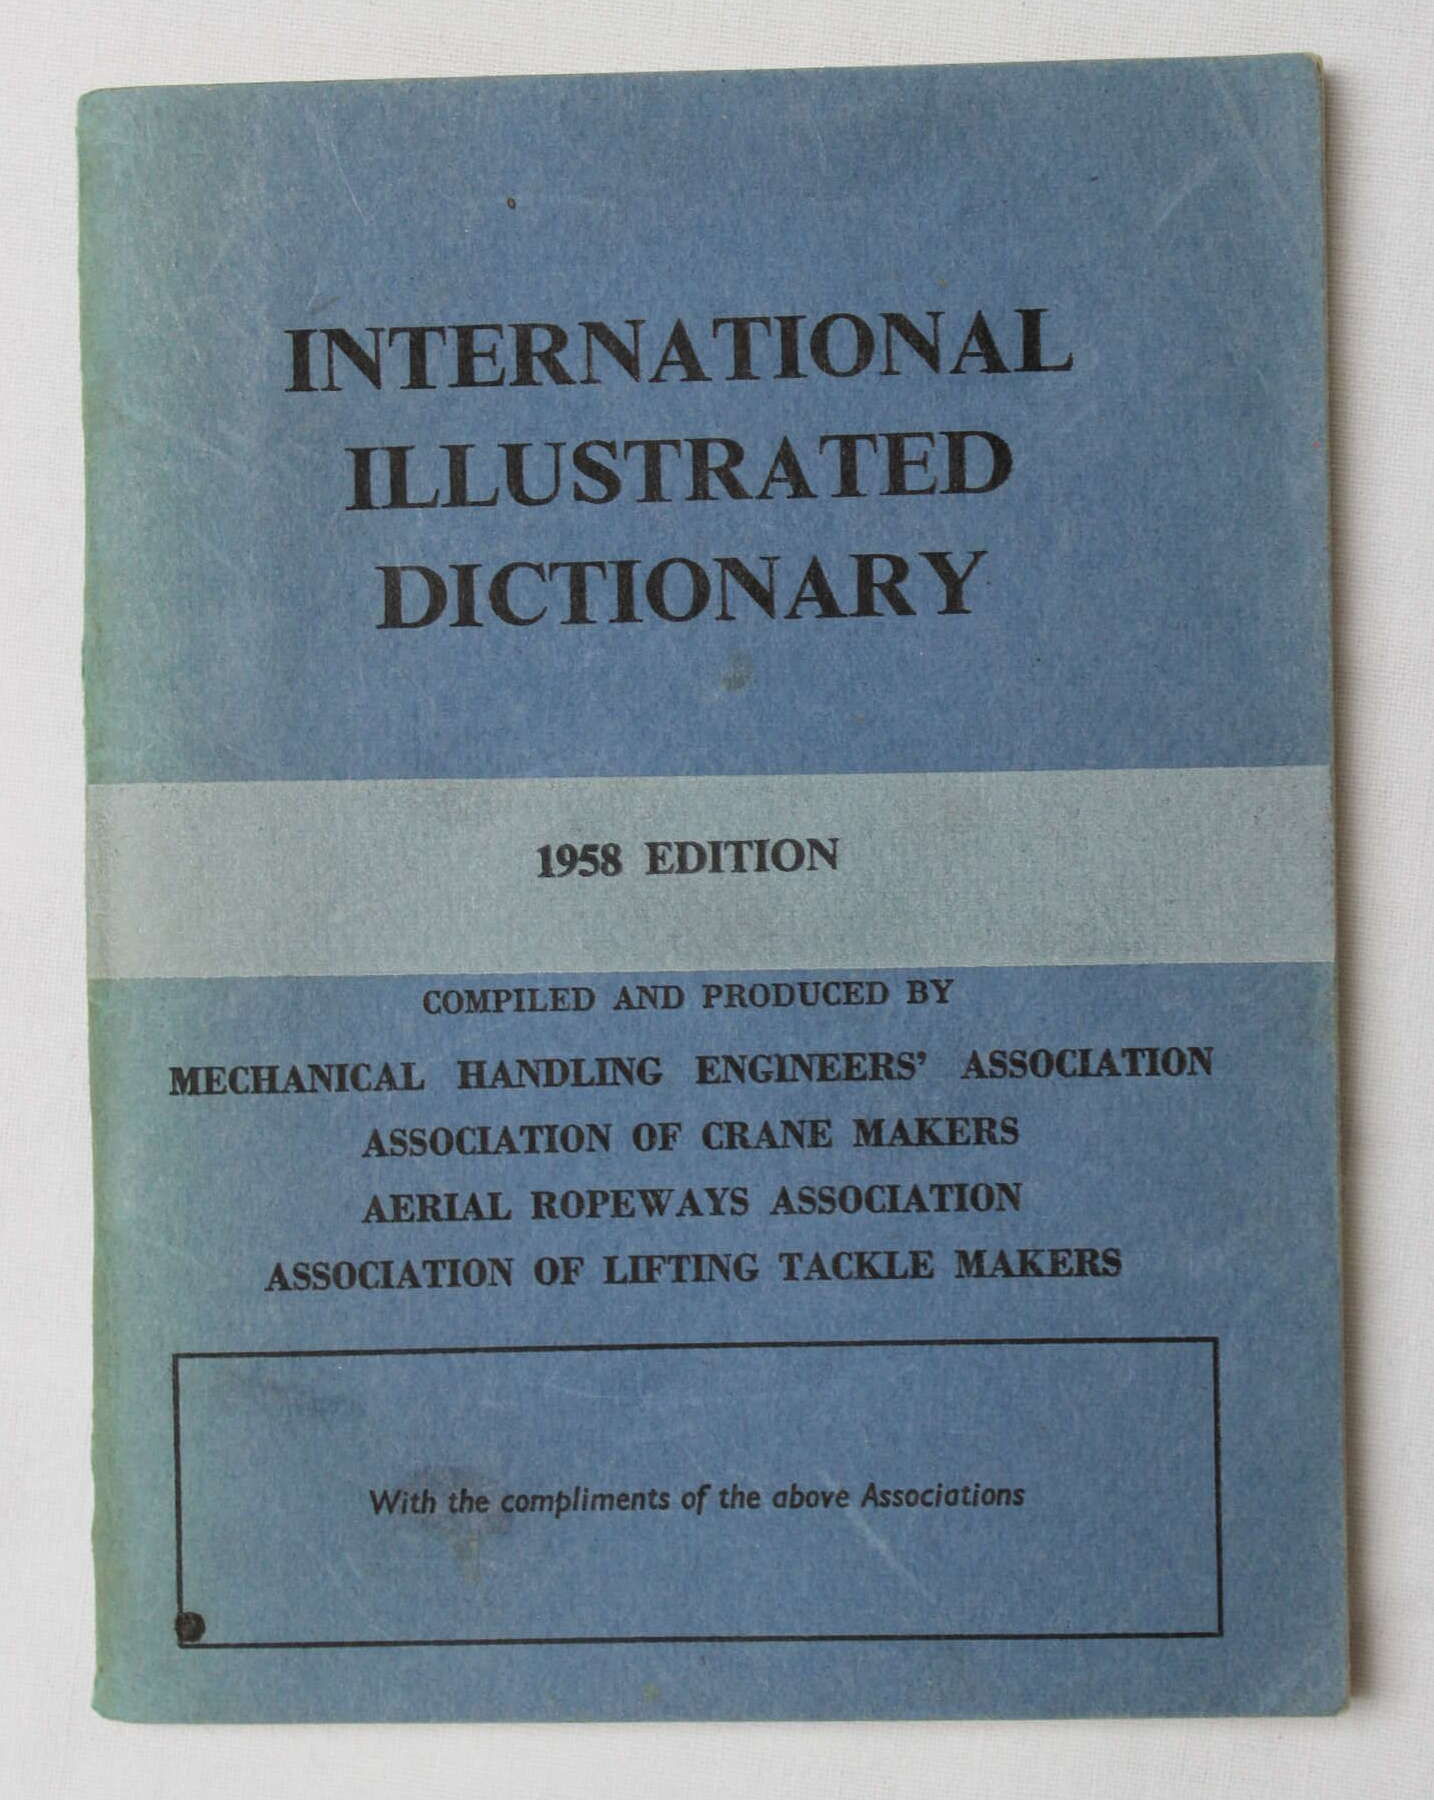 INTERNATIONAL
ILLUSTRATED
DICTIONARY
1958 EDITION
COMPILED AND PRODUCED BY
MECHANICAL HANDLING ENGINEERS' ASSOCIATION
ASSOCIATION OF CRANE MAKERS
AERIAL ROPEWAYS ASSOCIATION
ASSOCIATION OF LIFTING TACKLE MAKERS
With the compliments of the above Associations